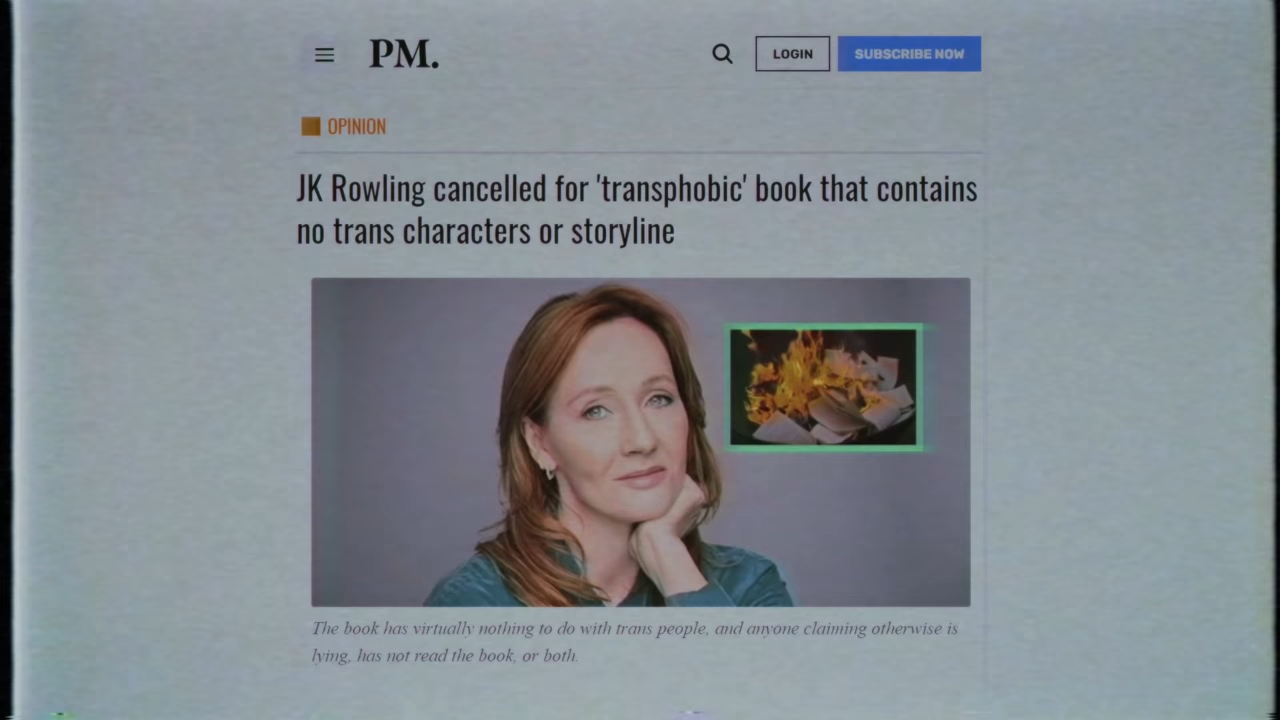 PM.
LOGIN
SUBSCRIBE NOW
OPINION
JK Rowling cancelled for 'transphobic' book that contains
no trans characters or storyline
The book has virtually nothing to do with trans people, and anyone claiming otherwise is
lying, has not read the book, or both.